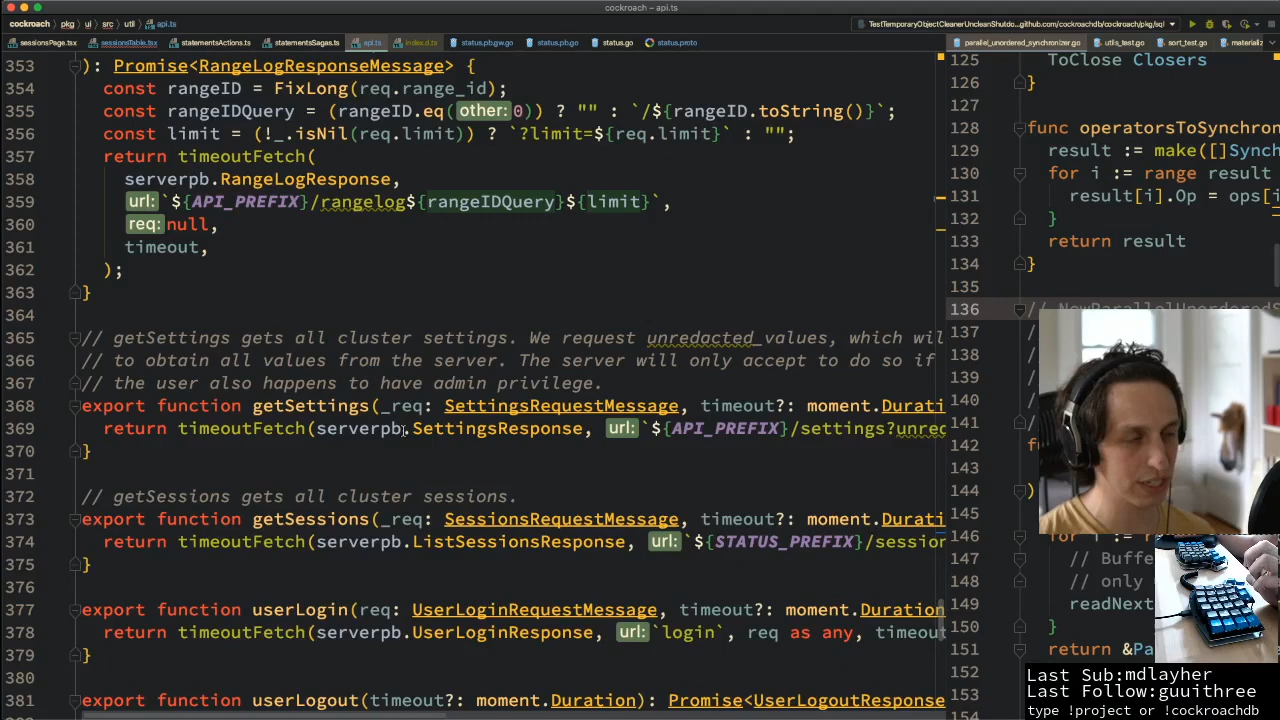 cockroach – api.ts
cockroach › pkg › ui › src › util › api.ts
TestTemporaryObjectCleanerUncleanShutdo...github.com/cockroachdb/cockroach/pkg/sql
sessionsPage.tsx sessionsTable.tsx statementsActions.ts statementsSagas.ts api.ts index.d.ts status.pb.gw.go status.pb.go status.go status.proto
parallel_unordered_synchronizer.go utils_test.go sort_test.go materializ
353 ): Promise<RangeLogResponseMessage> {
354 const rangeID = FixLong(req.range_id);
355 const rangeIDQuery = (rangeID.eq( other: 0)) ? "" : `/${rangeID.toString()}`;
356 const limit = (!_.isNil(req.limit)) ? `?limit=${req.limit}` : "";
357 return timeoutFetch(
358 serverpb.RangeLogResponse,
359 url: `${API_PREFIX}/rangelog${rangeIDQuery}${limit}`,
360 req: null,
361 timeout,
362 );
363 }
364
365 // getSettings gets all cluster settings. We request unredacted values, which wil
366 // to obtain all values from the server. The server will only accept to do so if
367 // the user also happens to have admin privilege.
368 export function getSettings(_req: SettingsRequestMessage, timeout?: moment.Duratio
369 return timeoutFetch(serverpb.SettingsResponse, url: `${API_PREFIX}/settings?unred
370 }
371
372 // getSessions gets all cluster sessions.
373 export function getSessions(_req: SessionsRequestMessage, timeout?: moment.Duratio
374 return timeoutFetch(serverpb.ListSessionsResponse, url: `${STATUS_PREFIX}/session
375 }
376
377 export function userLogin(req: UserLoginRequestMessage, timeout?: moment.Duration
378 return timeoutFetch(serverpb.UserLoginResponse, url: `login`, req as any, timeout
379 }
380
381 export function userLogout(timeout?: moment.Duration): Promise<UserLogoutResponse
125 ToClose Closers
126 }
127
128 func operatorsToSynchron
129 result := make([]Synch
130 for i := range result
131 result[i].Op = ops[i
132 }
133 return result
134 }
135
136 // NewParallelUnorderedS
137 /
138 /
139 /
140 /
141 /
142 f
143
144 )
145
146 f
147 // Buffe
148 // only
149 readNext
150 }
151 return &Pa
152
153
154
Last Sub:mdlayher
Last Follow:guuithree
type !project or !cockroachdb